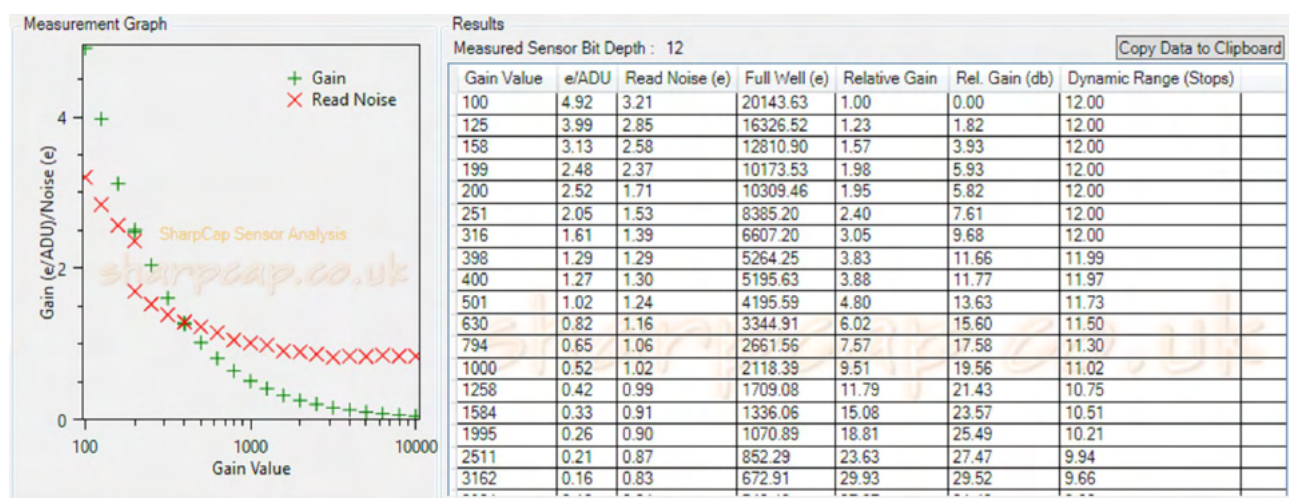 Measurement Graph
Gain
Read Noise
4
2
0
Gain (e/ADU)/Noise (e)
SharpCap Sensor Analysis
sharpcap.co.uk
100 1000 10000
Gain Value
Results
Measured Sensor Bit Depth : 12
Copy Data to Clipboard
Gain Value e/ADU Read Noise (e) Full Well (e) Relative Gain Rel. Gain (db) Dynamic Range (Stops)
100 4.92 3.21 20143.63 1.00 0.00 12.00
125 3.99 2.85 16326.52 1.23 1.82 12.00
158 3.13 2.58 12810.90 1.57 3.93 12.00
199 2.48 2.37 10173.53 1.98 5.93 12.00
200 2.52 1.71 10309.46 1.95 5.82 12.00
251 2.05 1.53 8385.20 2.40 7.61 12.00
316 1.61 1.39 6607.20 3.05 9.68 12.00
398 1.29 1.29 5264.25 3.83 11.66 11.99
400 1.27 1.30 5195.63 3.88 11.77 11.97
501 1.02 1.24 4195.59 4.80 13.63 11.73
630 0.82 1.16 3344.91 6.02 15.60 11.50
794 0.65 1.06 2661.56 7.57 17.58 11.30
1000 0.52 1.02 2118.39 9.51 19.56 11.02
1258 0.42 0.99 1709.08 11.79 21.43 10.75
1584 0.33 0.91 1336.06 15.08 23.57 10.51
1995 0.26 0.90 1070.89 18.81 25.49 10.21
2511 0.21 0.87 852.29 23.63 27.47 9.94
3162 0.16 0.83 672.91 29.93 29.52 9.66
sharpcap.co.uk